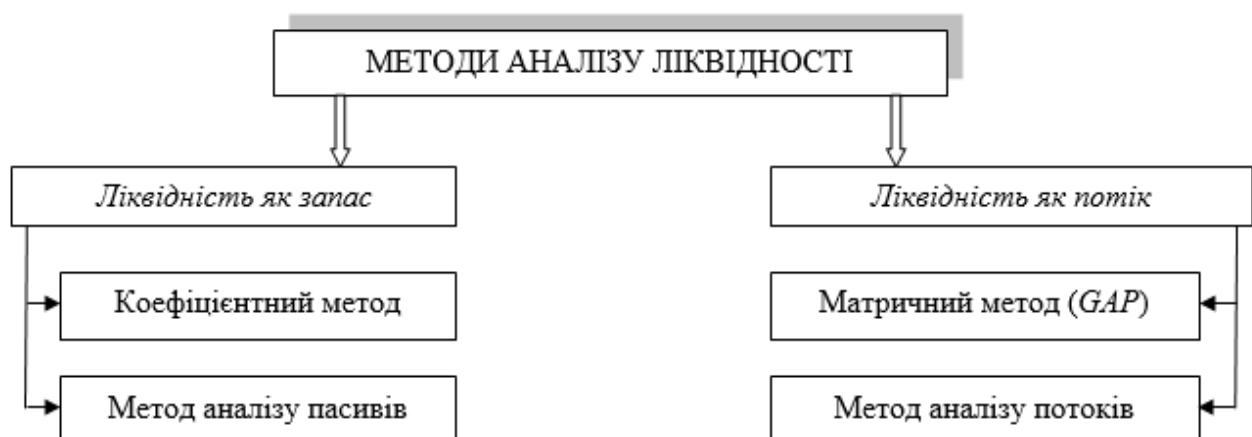 МЕТОДИ АНАЛІЗУ ЛІКВІДНОСТІ
Ліквідність як запас
Ліквідність як потік
Коефіцієнтний метод
Матричний метод (GAP)
Метод аналізу пасивів
Метод аналізу потоків